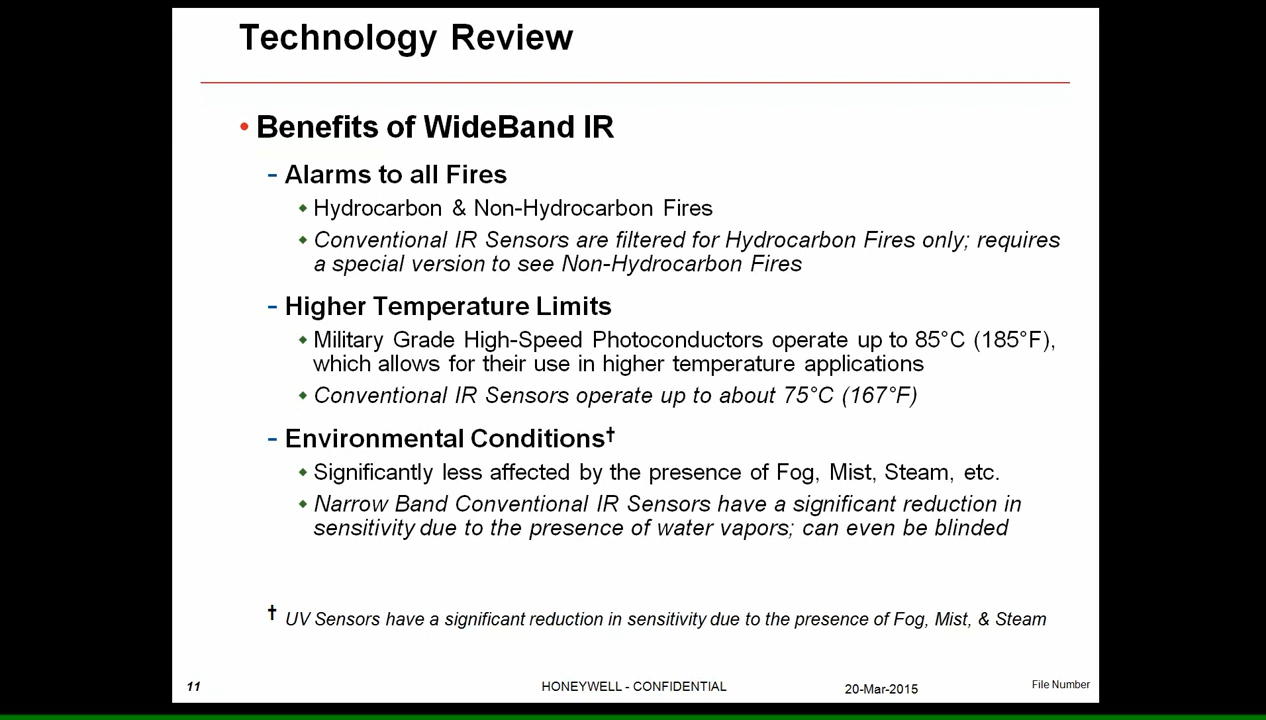 Technology Review
• Benefits of WideBand IR
- Alarms to all Fires
◆ Hydrocarbon & Non-Hydrocarbon Fires
◆ Conventional IR Sensors are filtered for Hydrocarbon Fires only; requires
a special version to see Non-Hydrocarbon Fires
- Higher Temperature Limits
◆ Military Grade High-Speed Photoconductors operate up to 85°C (185°F),
which allows for their use in higher temperature applications
◆ Conventional IR Sensors operate up to about 75°C (167°F)
- Environmental Conditions†
◆ Significantly less affected by the presence of Fog, Mist, Steam, etc.
◆ Narrow Band Conventional IR Sensors have a significant reduction in
sensitivity due to the presence of water vapors; can even be blinded
† UV Sensors have a significant reduction in sensitivity due to the presence of Fog, Mist, & Steam
11 HONEYWELL - CONFIDENTIAL 20-Mar-2015 File Number